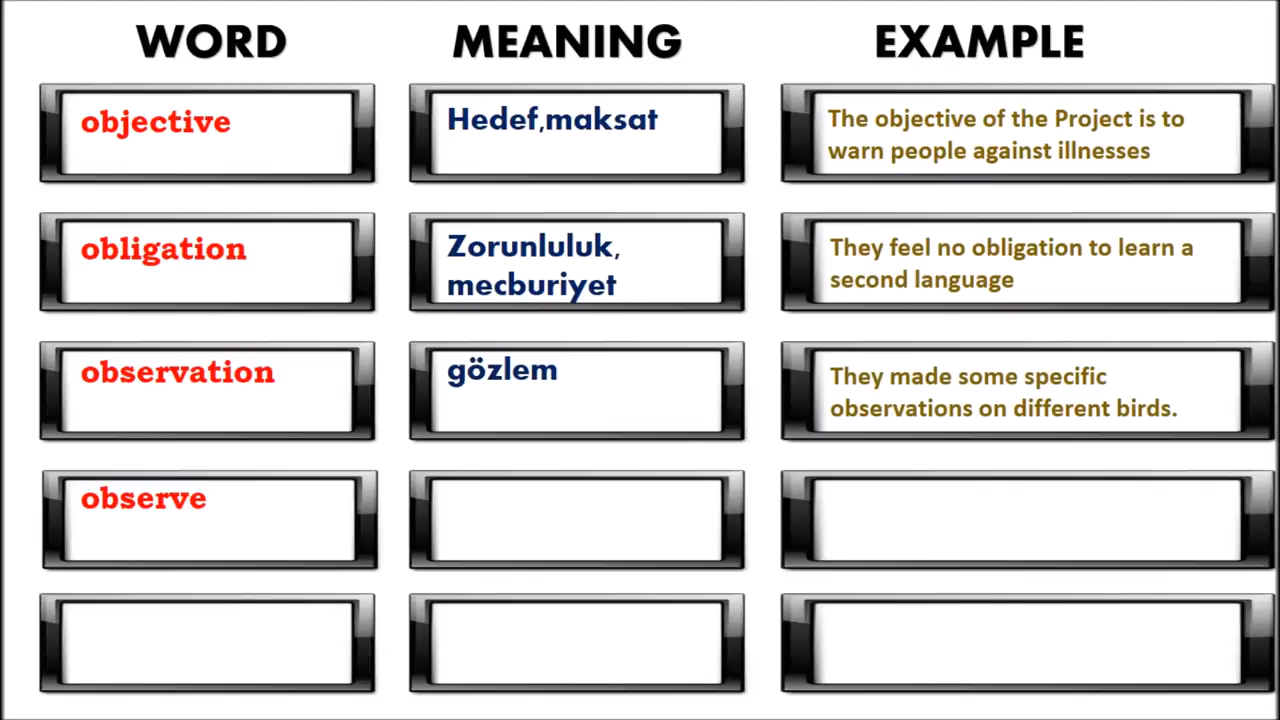 WORD MEANING EXAMPLE
objective
Hedef,maksat
The objective of the Project is to
warn people against illnesses
obligation
Zorunluluk,
mecburiyet
They feel no obligation to learn a
second language
observation
gözlem
They made some specific
observations on different birds.
observe